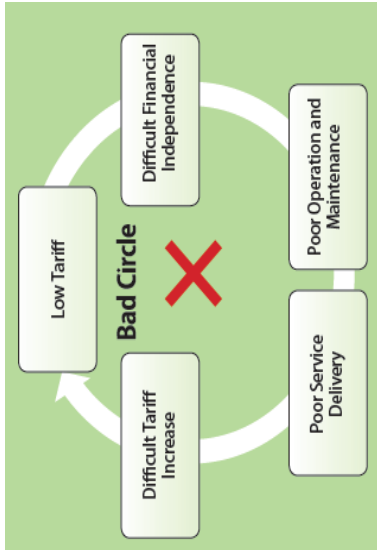 Low Tariff
Bad Circle
Difficult Financial
Independence
Poor Operation and
Maintenance
Poor Service
Delivery
Difficult Tariff
Increase